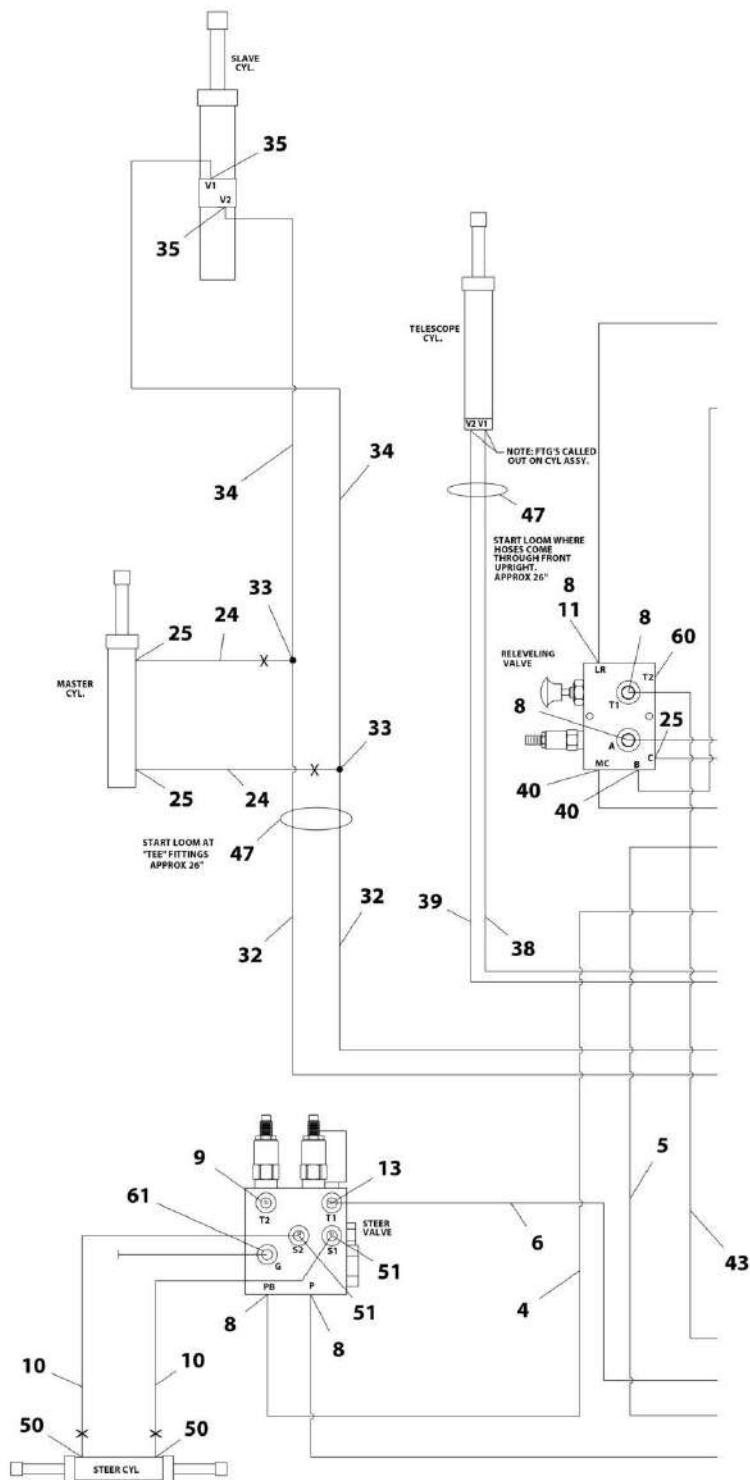 SLAVE
CYL.
35
V1
V2
35
TELESCOPE
CYL.
V2 V1
NOTE: FTG'S CALLED
OUT ON CYL ASSY.
34
34
47
START LOOM WHERE
HOSES COME
THROUGH FRONT
UPRIGHT.
APPROX 26"
33
24
25
8
11
8
60
RELEVELING
VALVE
LR
T2
T1
MASTER
CYL.
8
33
25
A
C
MC
B
25
24
40
40
START LOOM AT
"TEE" FITTINGS
APPROX 26"
47
32
32
39
38
9
13
5
61
T2
T1
STEER
VALVE
6
S2
S1
43
G
51
PB
P
51
4
8
8
10
10
50
50
STEER CYL